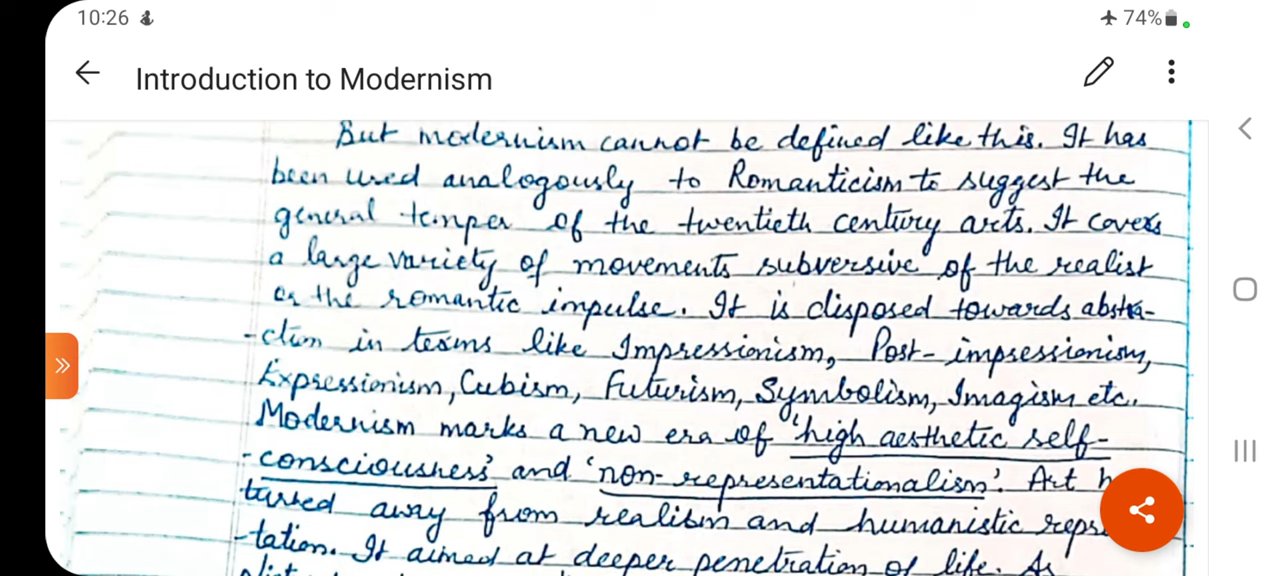 10:26
74%
Introduction to Modernism
But modernism cannot be defined like this. It has
been used analogously to Romanticism to suggest the
general temper of the twentieth century arts. It covers
a large variety of movements subversive of the realist
or the romantic impulse. It is disposed towards abstra-
-ction in terms like Impressionism, Post-impressionism,
Expressionism, Cubism, Futurism, Symbolism, Imagism etc.
Modernism marks a new era of 'high aesthetic self-
-consciousness' and 'non-representationalism'. Art h
turned away from realism and humanistic repre
-tation. It aimed at deeper penetration of life. As